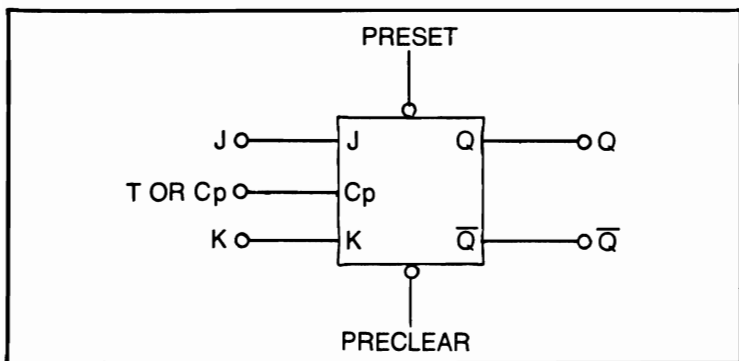 PRESET
J J Q Q
T OR Cp Cp
K K Q̅ Q̅
PRECLEAR